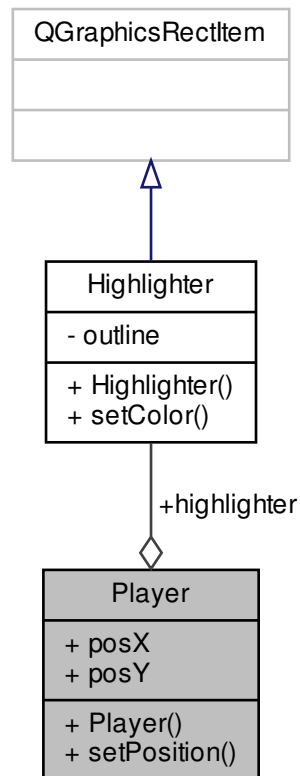 QGraphicsRectItem
Highlighter
- outline
+ Highlighter()
+ setColor()
+highlighter
Player
+ posX
+ posY
+ Player()
+ setPosition()